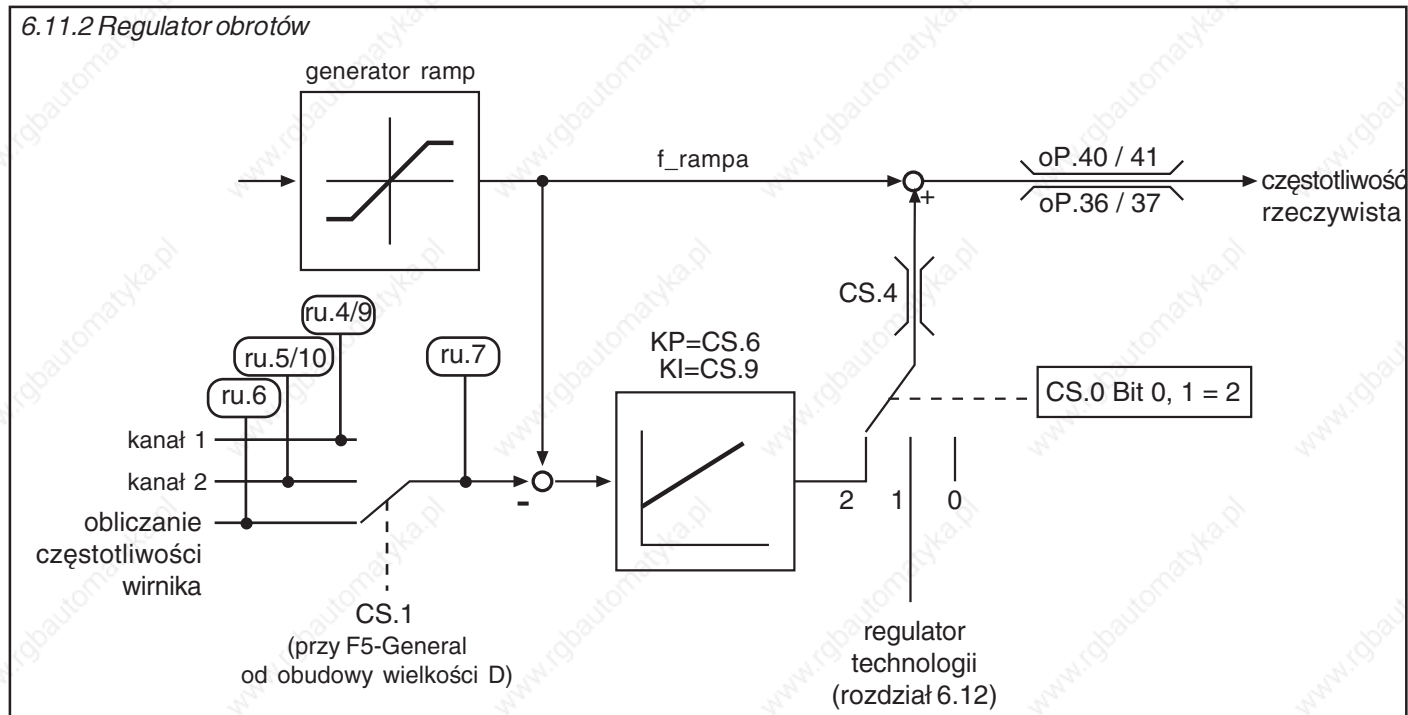 6.11.2 Regulator obrotów
generator ramp
f_rampa
oP.40 / 41
oP.36 / 37
częstotliwość
rzeczywista
+
CS.4
ru.4/9
ru.5/10
ru.6
ru.7
KP=CS.6
KI=CS.9
CS.0 Bit 0, 1 = 2
kanał 1
kanał 2
obliczanie
częstotliwości
wirnika
-
2
1
0
CS.1
(przy F5-General
od obudowy wielkości D)
regulator
technologii
(rozdział 6.12)
www.rgbautomatyka.pl